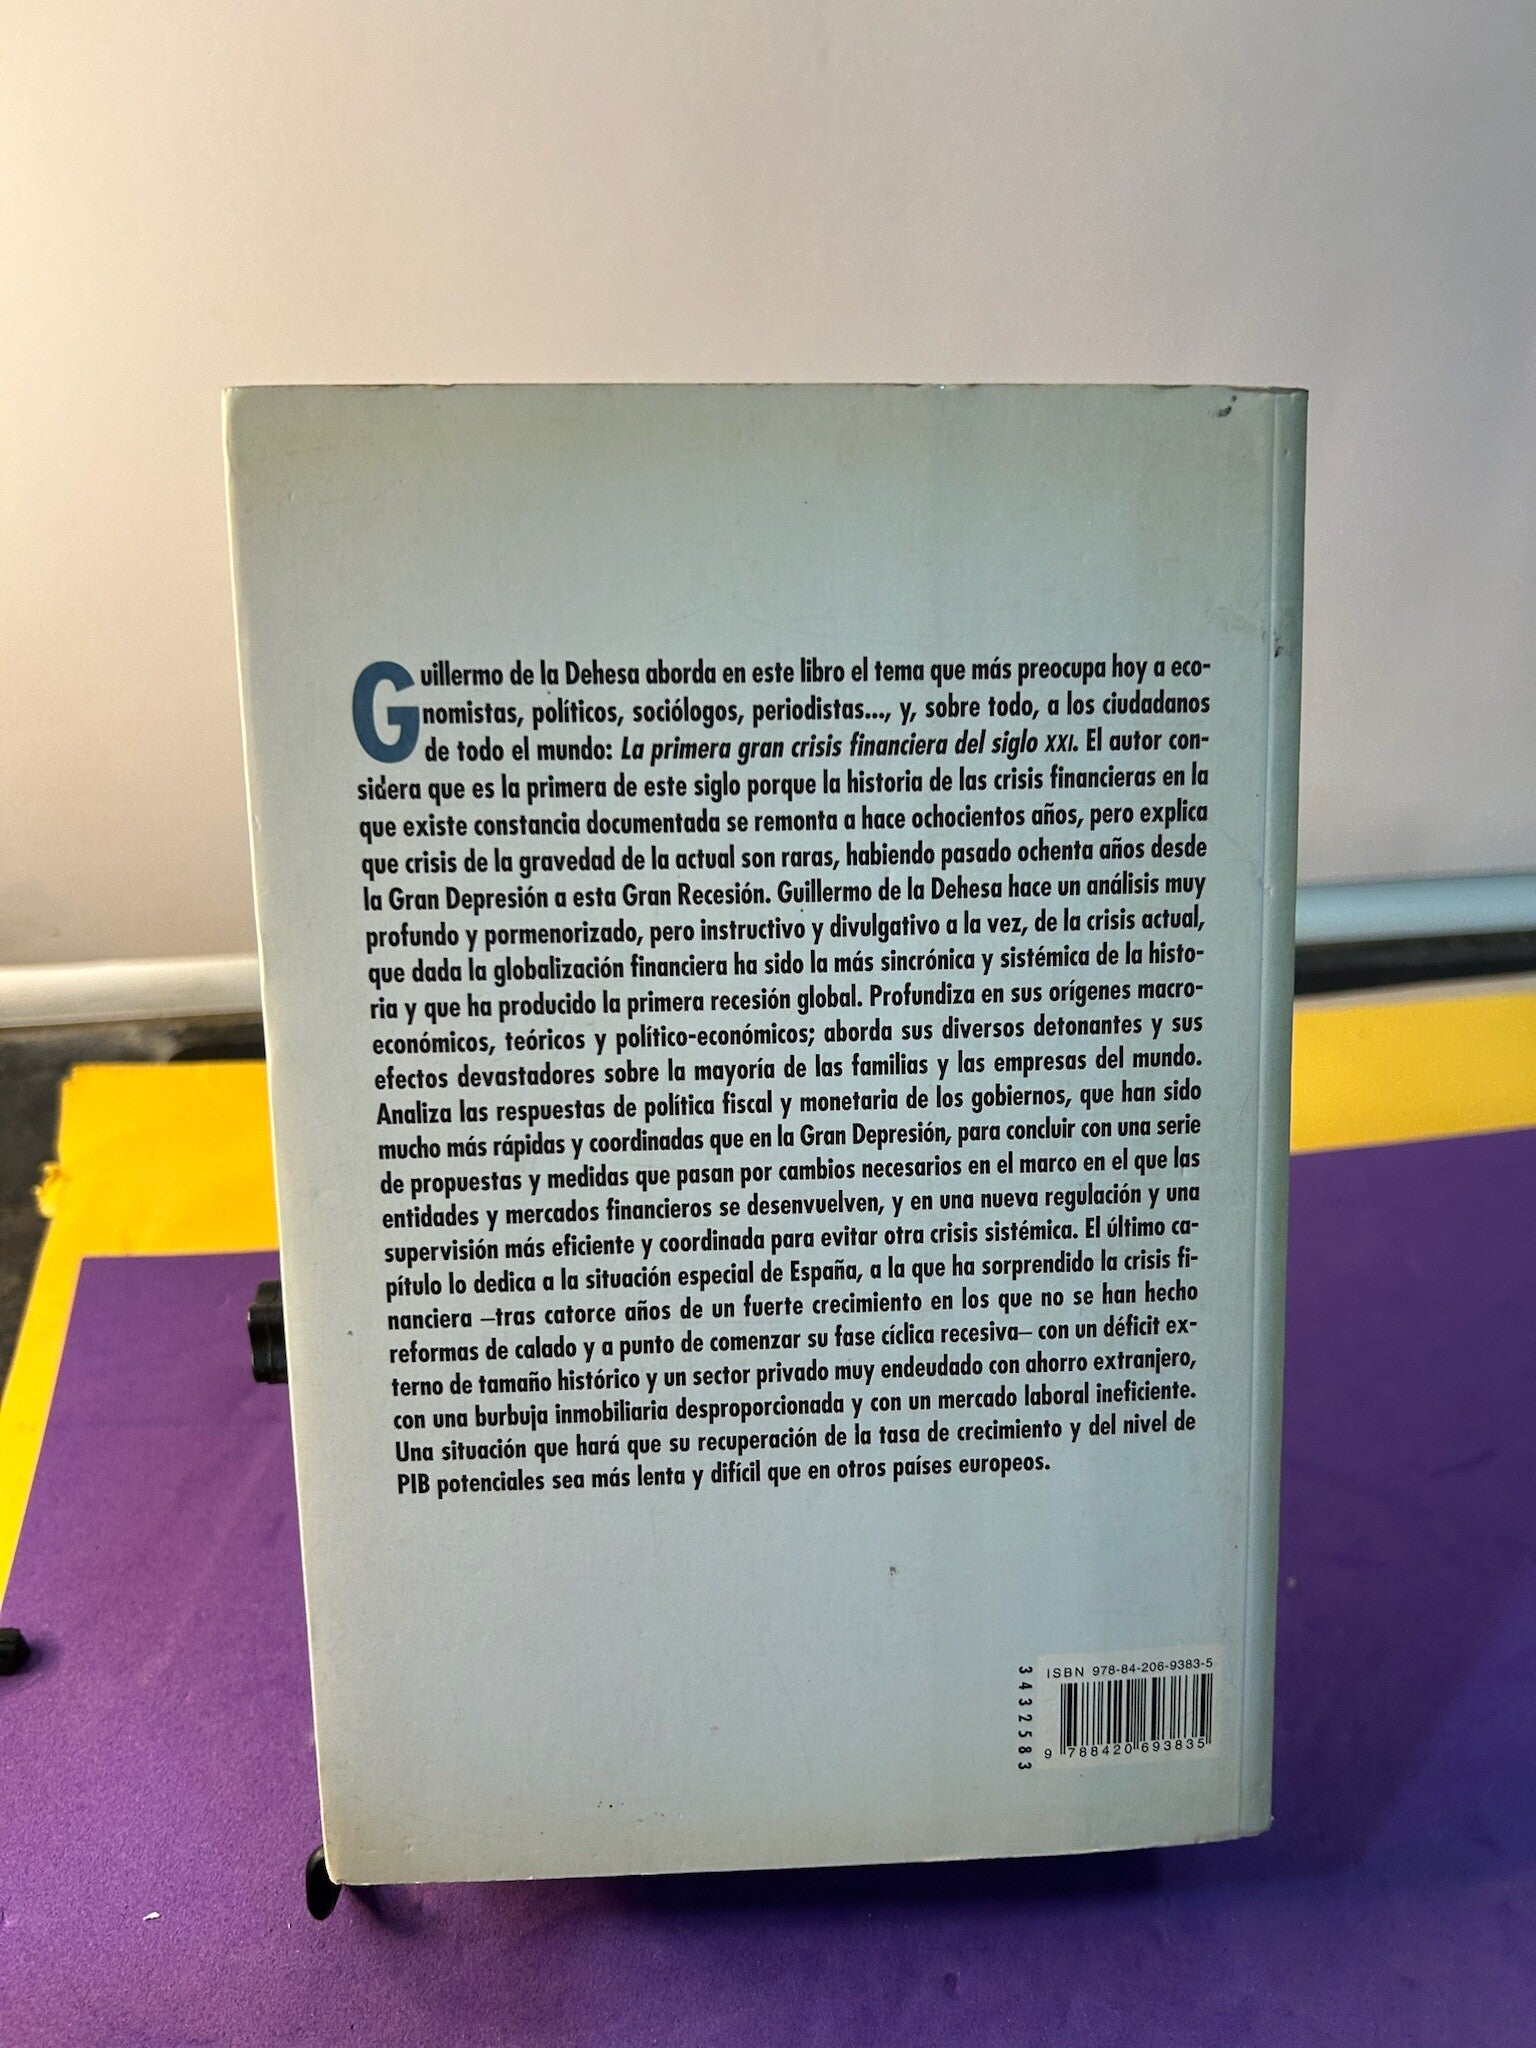 Guillermo de la Dehesa aborda en este libro el tema que más preocupa hoy a eco-
nomistas, políticos, sociólogos, periodistas..., y, sobre todo, a los ciudadanos
de todo el mundo: La primera gran crisis financiera del siglo XXI. El autor con-
sidera que es la primera de este siglo porque la historia de las crisis financieras en la
que existe constancia documentada se remonta a hace ochocientos años, pero explica
que crisis de la gravedad de la actual son raras, habiendo pasado ochenta años desde
la Gran Depresión a esta Gran Recesión. Guillermo de la Dehesa hace un análisis muy
profundo y pormenorizado, pero instructivo y divulgativo a la vez, de la crisis actual,
que dada la globalización financiera ha sido la más sincrónica y sistémica de la histo-
ria y que ha producido la primera recesión global. Profundiza en sus orígenes macro-
económicos, teóricos y político-económicos; aborda sus diversos detonantes y sus
efectos devastadores sobre la mayoría de las familias y las empresas del mundo.
Analiza las respuestas de política fiscal y monetaria de los gobiernos, que han sido
mucho más rápidas y coordinadas que en la Gran Depresión, para concluir con una serie
de propuestas y medidas que pasan por cambios necesarios en el marco en el que las
entidades y mercados financieros se desenvuelven, y en una nueva regulación y una
supervisión más eficiente y coordinada para evitar otra crisis sistémica. El último ca-
pítulo lo dedica a la situación especial de España, a la que ha sorprendido la crisis fi-
nanciera –tras catorce años de un fuerte crecimiento en los que no se han hecho
reformas de calado y a punto de comenzar su fase cíclica recesiva– con un déficit ex-
terno de tamaño histórico y un sector privado muy endeudado con ahorro extranjero,
con una burbuja inmobiliaria desproporcionada y con un mercado laboral ineficiente.
Una situación que hará que su recuperación de la tasa de crecimiento y del nivel de
PIB potenciales sea más lenta y difícil que en otros países europeos.
ISBN 978-84-206-9383-5
3432583
9 788420 693835